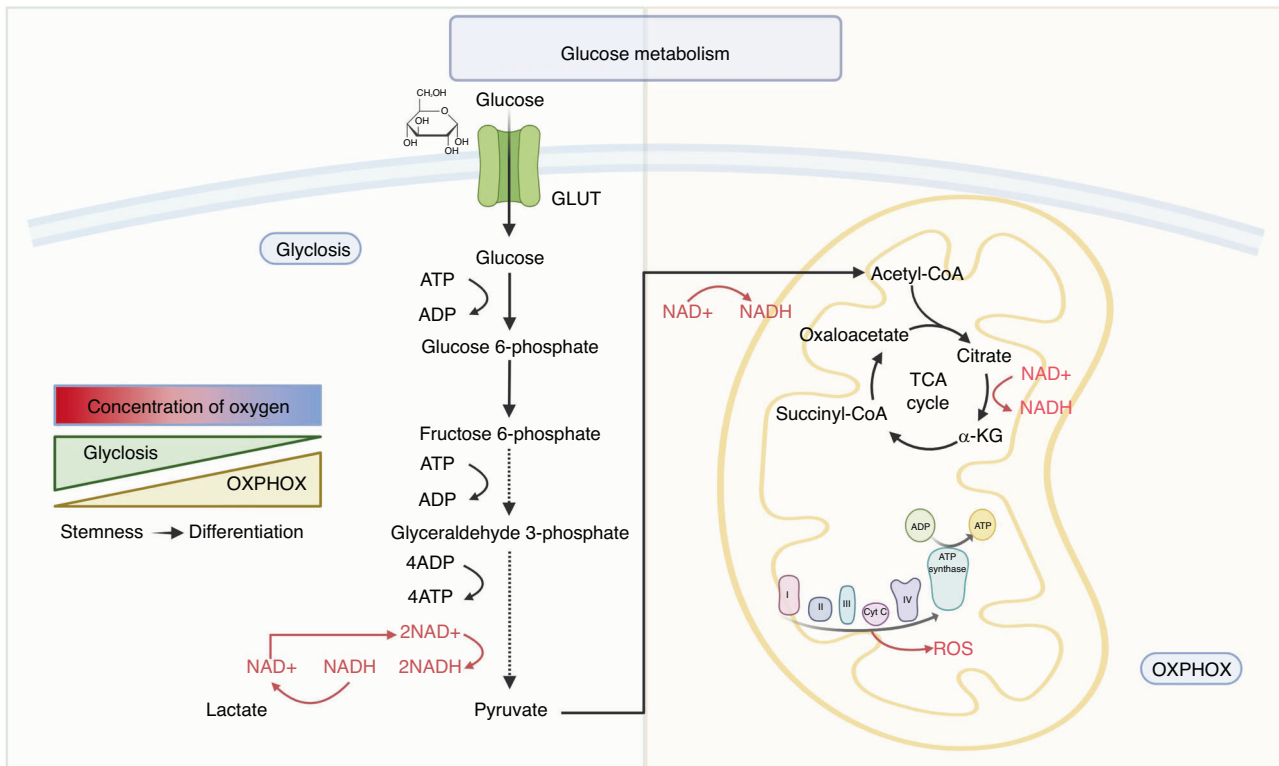 Glucose metabolism
CH₂OH
O
OH
OH
OH
OH
Glucose
GLUT
Glyclosis
Glucose
ATP
ADP
Glucose 6-phosphate
Fructose 6-phosphate
ATP
ADP
Glyceraldehyde 3-phosphate
4ADP
4ATP
2NAD+
2NADH
NAD+
NADH
Lactate
Pyruvate
Concentration of oxygen
Glyclosis
OXPHOX
Stemness
Differentiation
NAD+
NADH
Acetyl-CoA
Oxaloacetate
Citrate
TCA
cycle
NAD+
NADH
Succinyl-CoA
α-KG
ADP
ATP
ATP
synthase
I
II
III
Cyt C
IV
ROS
OXPHOX